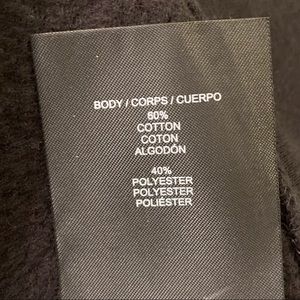 BODY / CORPS / CUERPO
60%
COTTON
COTON
ALGODÓN
40%
POLYESTER
POLYESTER
POLIÉSTER